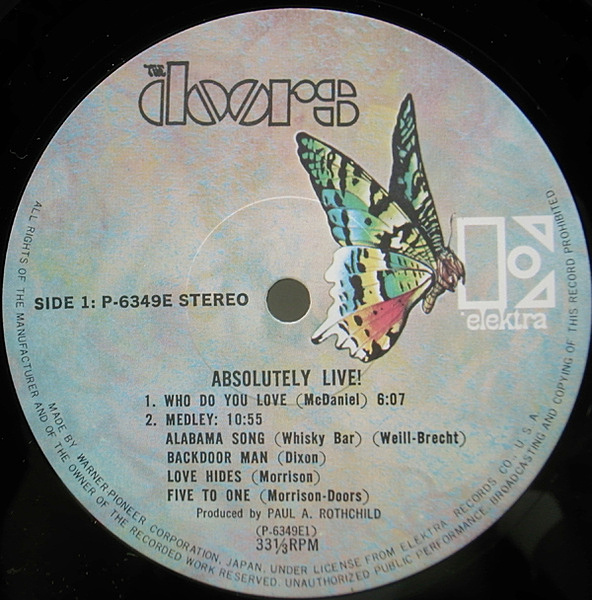 THE
doors
elektra
SIDE 1: P-6349E STEREO
ABSOLUTELY LIVE!
1. WHO DO YOU LOVE (McDaniel) 6:07
2. MEDLEY: 10:55
ALABAMA SONG (Whisky Bar) (Weill-Brecht)
BACKDOOR MAN (Dixon)
LOVE HIDES (Morrison)
FIVE TO ONE (Morrison-Doors)
Produced by PAUL A. ROTHCHILD
(P-6349E1)
33⅓RPM
ALL RIGHTS OF THE MANUFACTURER AND OF THE OWNER OF THE RECORDED WORK RESERVED. UNAUTHORIZED PUBLIC PERFORMANCE, BROADCASTING AND COPYING OF THIS RECORD PROHIBITED
MADE BY WARNER-PIONEER CORPORATION, JAPAN, UNDER LICENSE FROM ELEKTRA RECORDS CO., U.S.A.